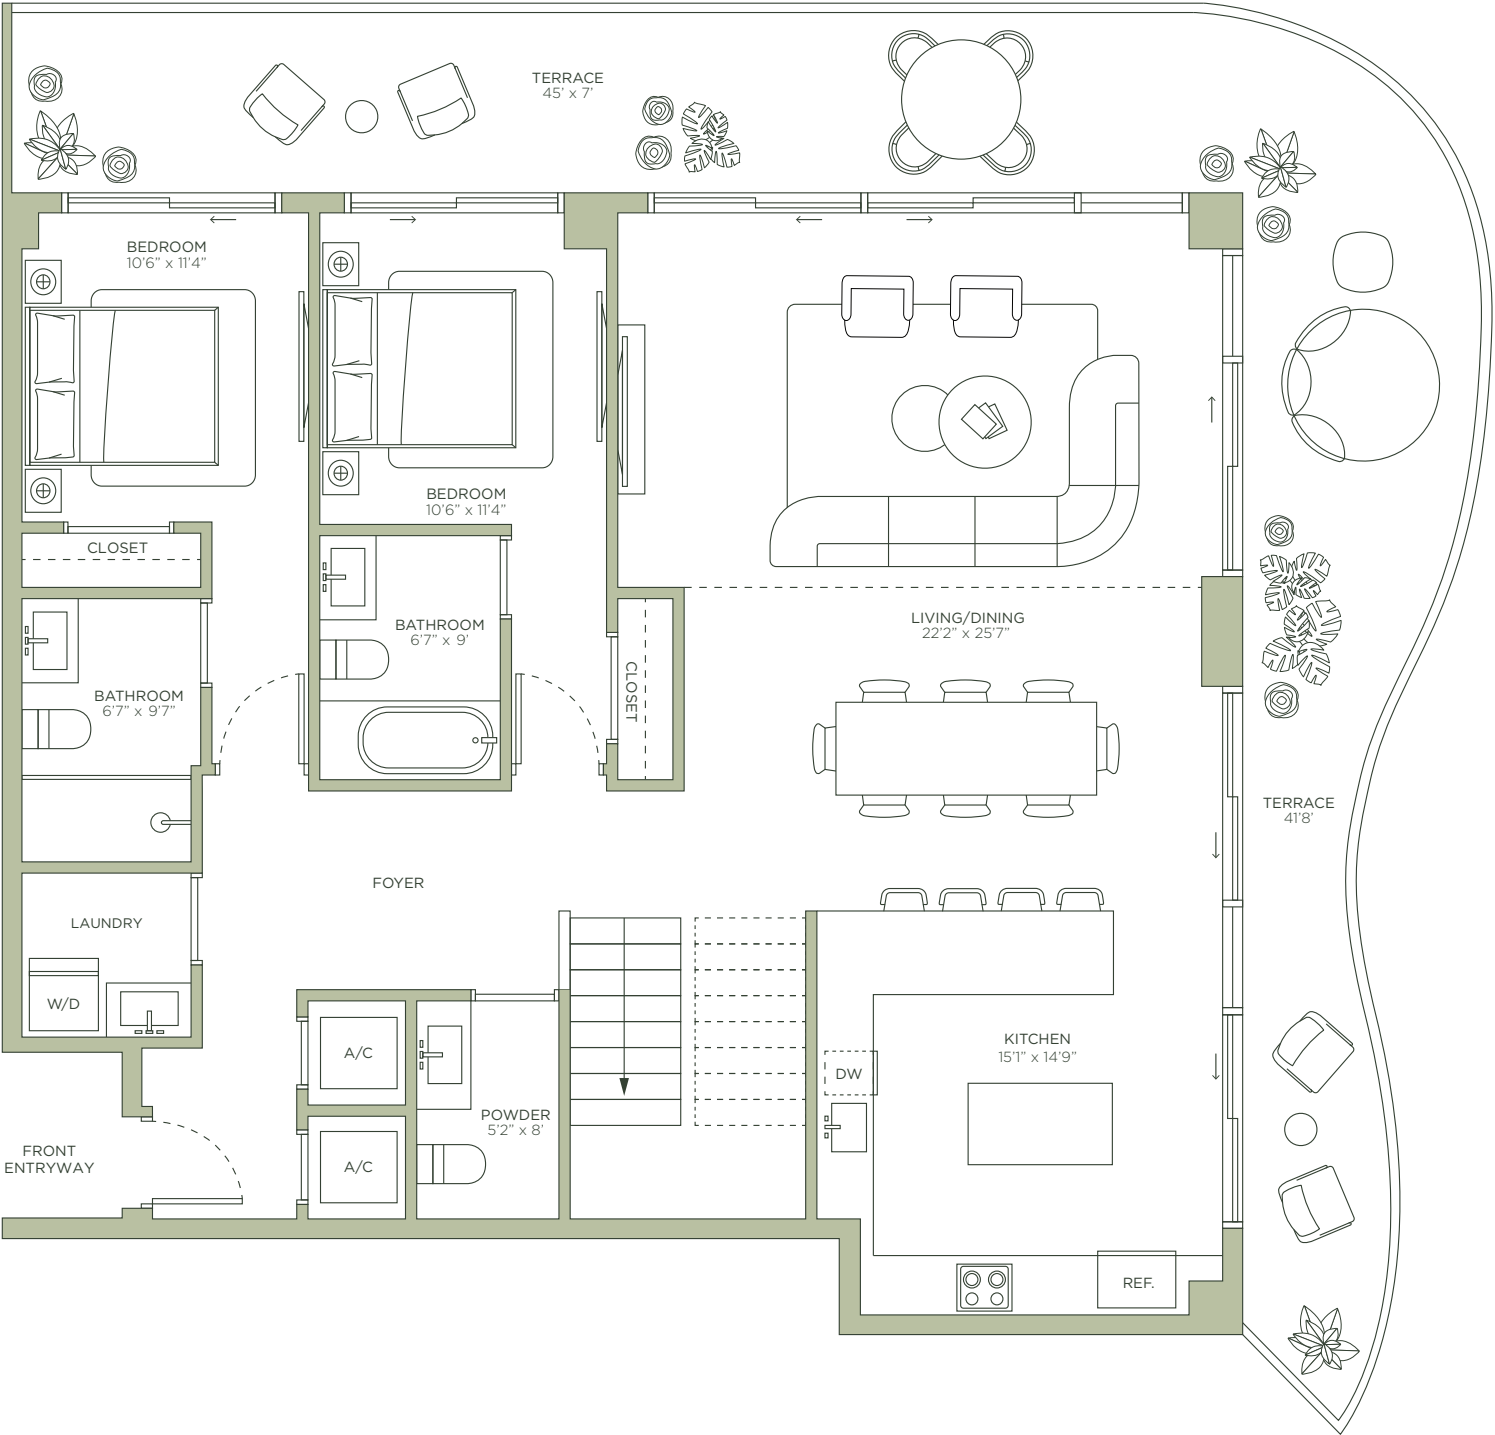 TERRACE
45' x 7'
BEDROOM
10'6" x 11'4"
BEDROOM
10'6" x 11'4"
CLOSET
LIVING/DINING
22'2" x 25'7"
BATHROOM
6'7" x 9'
CLOSET
BATHROOM
6'7" x 9'7"
TERRACE
41'8'
FOYER
LAUNDRY
W/D
KITCHEN
15'1" x 14'9"
A/C
DW
POWDER
5'2" x 8'
FRONT
ENTRYWAY
A/C
REF.